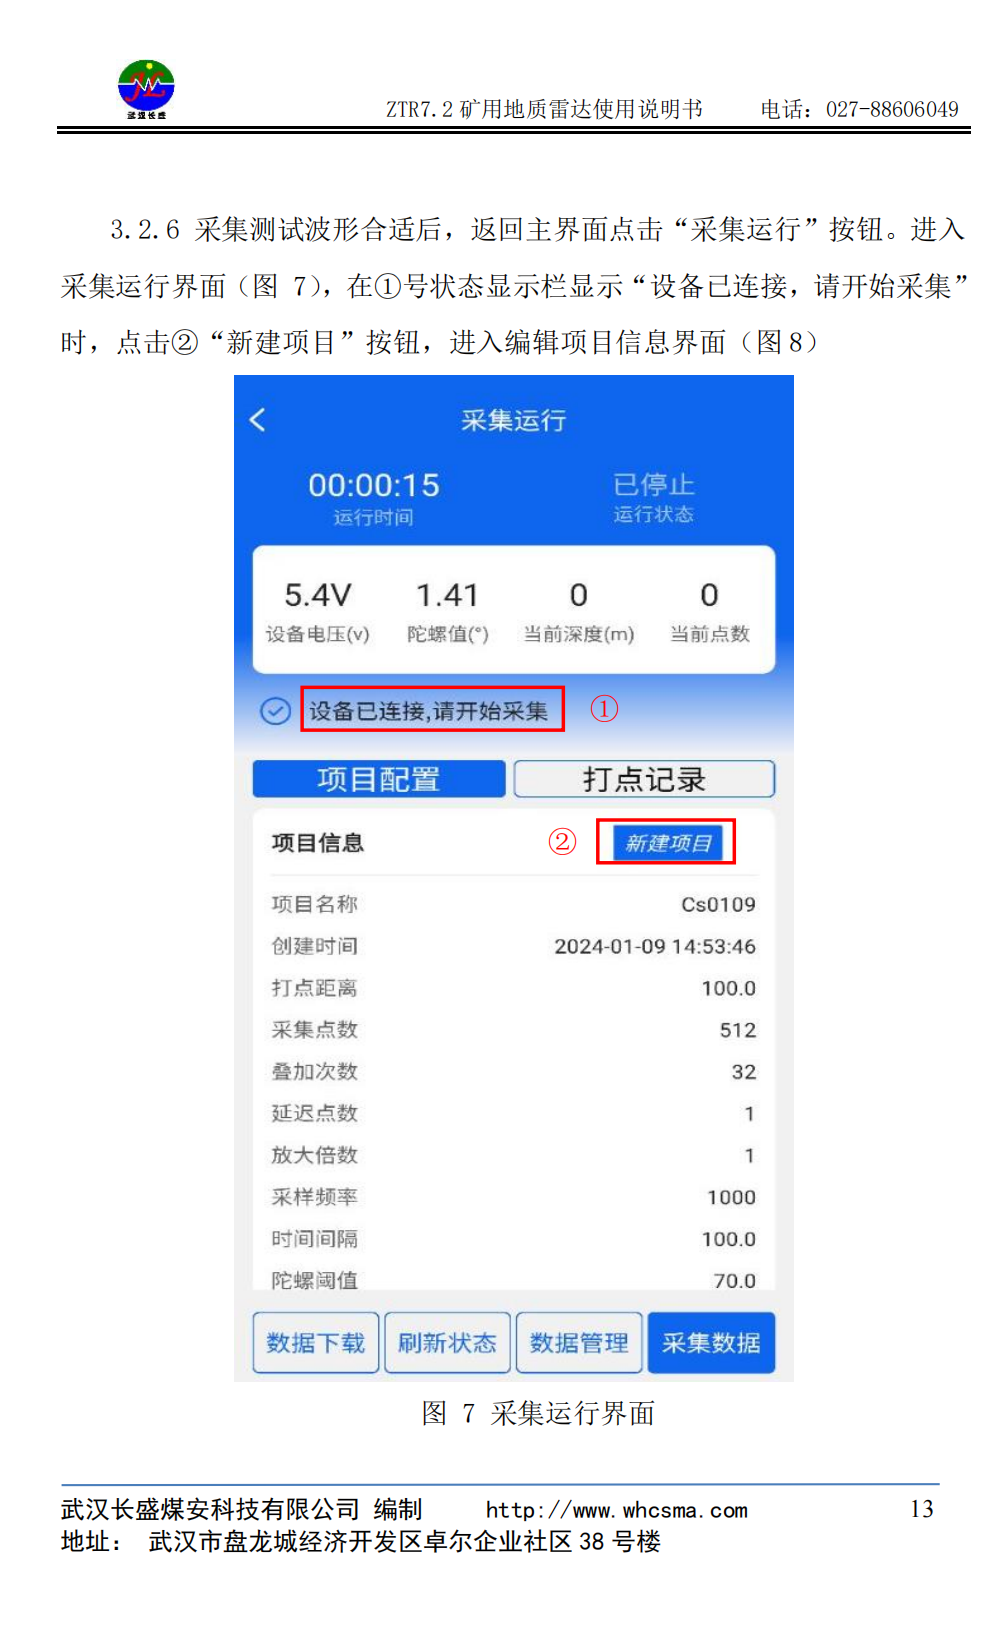 武汉长盛
ZTR7.2 矿用地质雷达使用说明书 电话：027-88606049
3.2.6 采集测试波形合适后，返回主界面点击“采集运行”按钮。进入
采集运行界面（图 7），在①号状态显示栏显示“设备已连接，请开始采集”
时，点击②“新建项目”按钮，进入编辑项目信息界面（图 8）
采集运行
00:00:15 已停止
运行时间 运行状态
5.4V 1.41 0 0
设备电压(v) 陀螺值(°) 当前深度(m) 当前点数
设备已连接,请开始采集 ①
项目配置 打点记录
项目信息 ② 新建项目
项目名称 Cs0109
创建时间 2024-01-09 14:53:46
打点距离 100.0
采集点数 512
叠加次数 32
延迟点数 1
放大倍数 1
采样频率 1000
时间间隔 100.0
陀螺阈值 70.0
数据下载 刷新状态 数据管理 采集数据
图 7 采集运行界面
武汉长盛煤安科技有限公司 编制 http://www.whcsma.com 13
地址： 武汉市盘龙城经济开发区卓尔企业社区 38 号楼